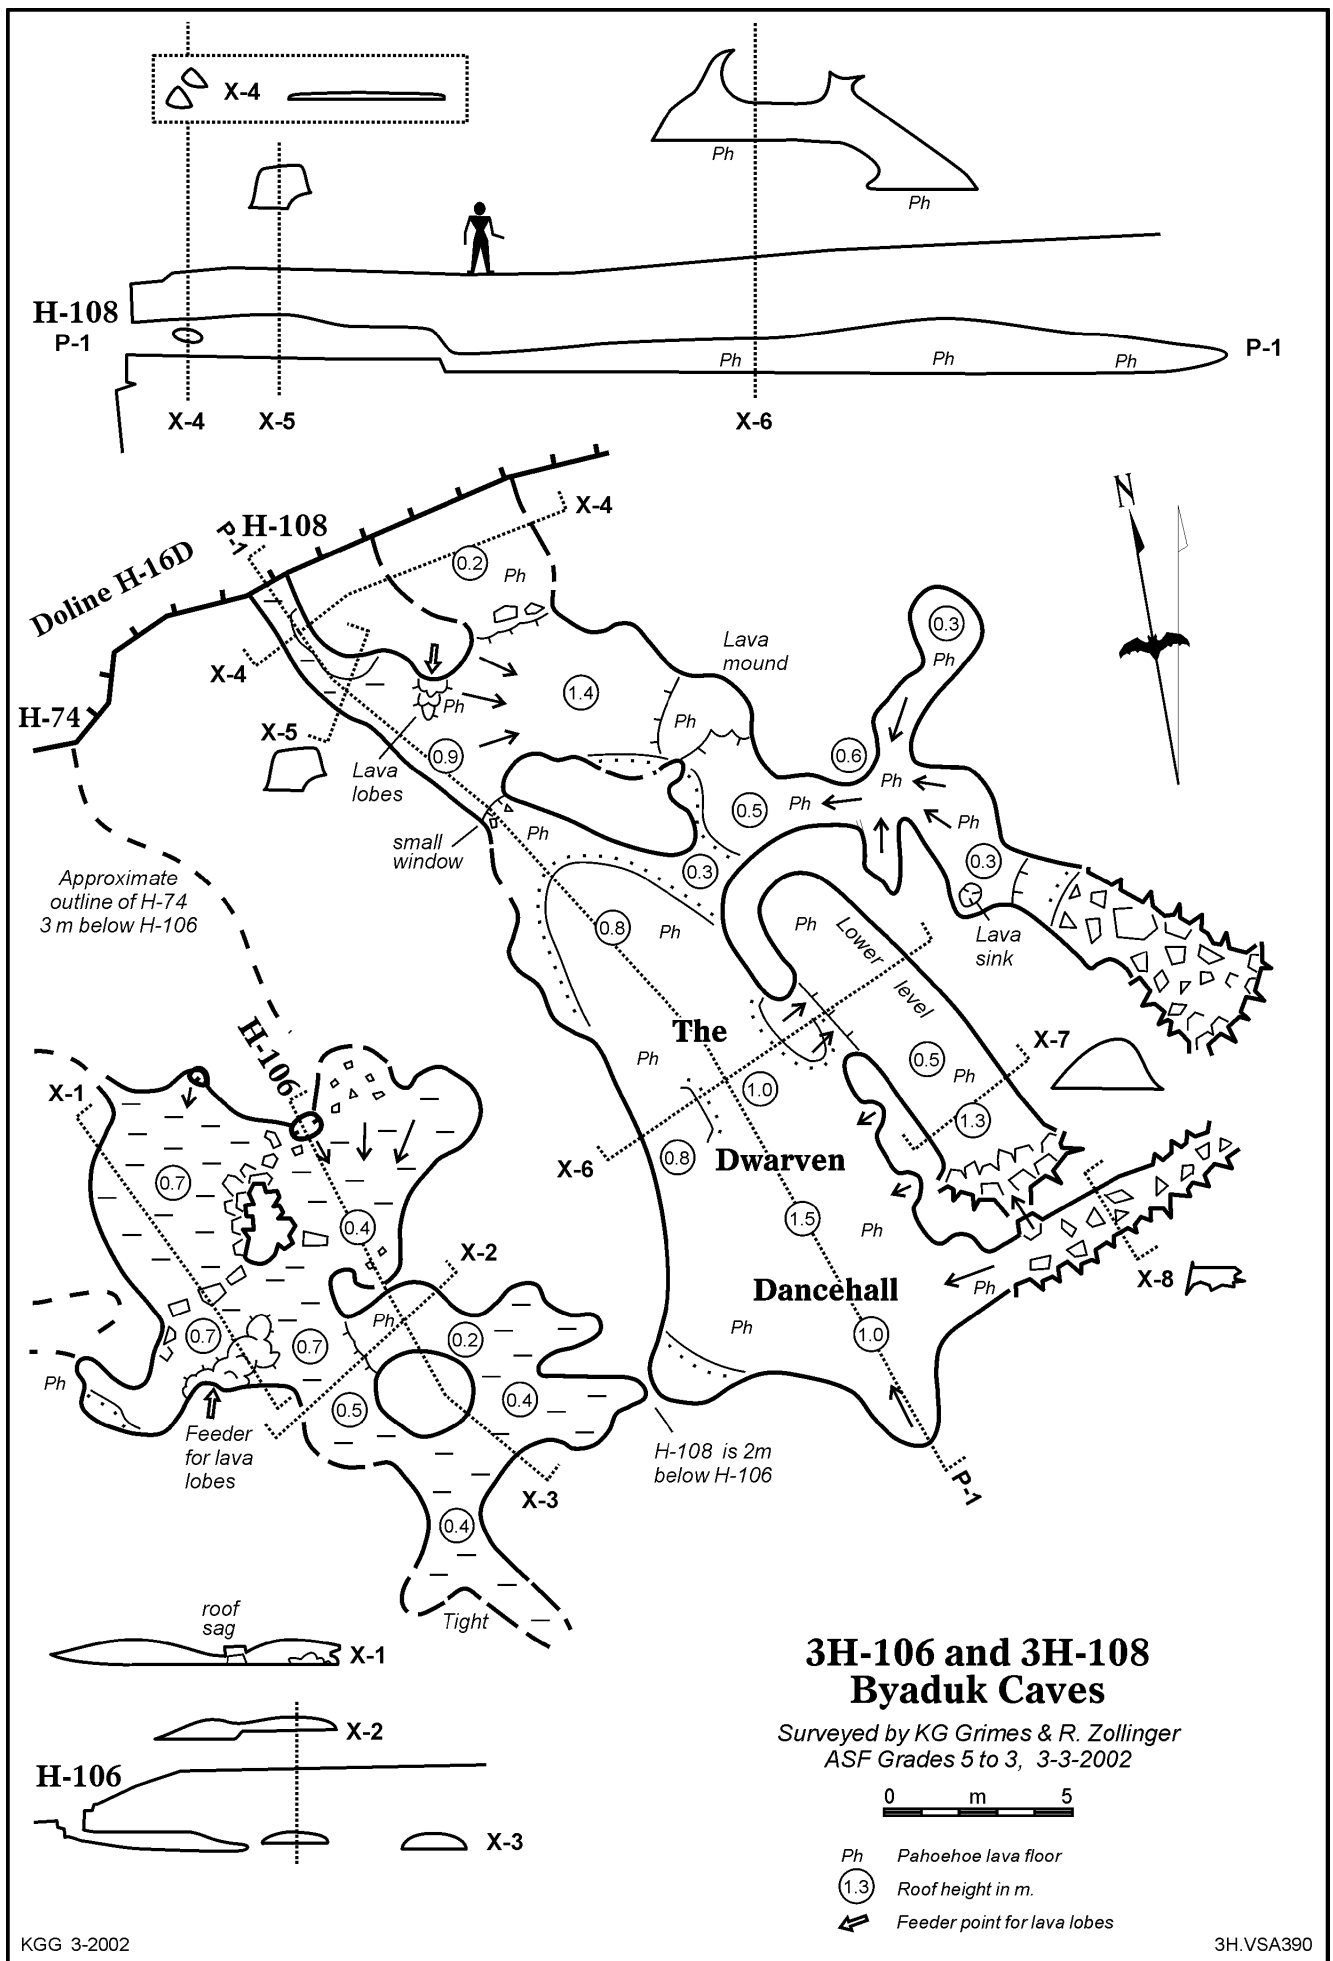 X-4
Ph
Ph
H-108
P-1
Ph
Ph
Ph
P-1
X-4
X-5
X-6
N
X-4
P-1
H-108
Doline H-16D
0.2
Ph
0.3
Ph
X-4
Lava
mound
1.4
Ph
H-74
X-5
Ph
0.9
Lava
lobes
0.6
Ph
0.5
Ph
Ph
small
window
Ph
0.3
0.3
Approximate
outline of H-74
3 m below H-106
0.8
Ph
Ph
Lower
level
Lava
sink
H-106
The
Ph
X-7
0.5
Ph
X-1
1.0
1.3
X-6
0.8
Dwarven
0.7
0.4
1.5
Ph
X-2
Dancehall
Ph
X-8
Ph
0.7
0.7
0.2
Ph
1.0
Ph
0.5
0.4
Feeder
for lava
lobes
H-108 is 2m
below H-106
P-1
X-3
0.4
Tight
roof
sag
X-1
X-2
H-106
X-3
3H-106 and 3H-108
Byaduk Caves
Surveyed by KG Grimes & R. Zollinger
ASF Grades 5 to 3, 3-3-2002
0 m 5
Ph Pahoehoe lava floor
1.3 Roof height in m.
Feeder point for lava lobes
KGG 3-2002
3H.VSA390